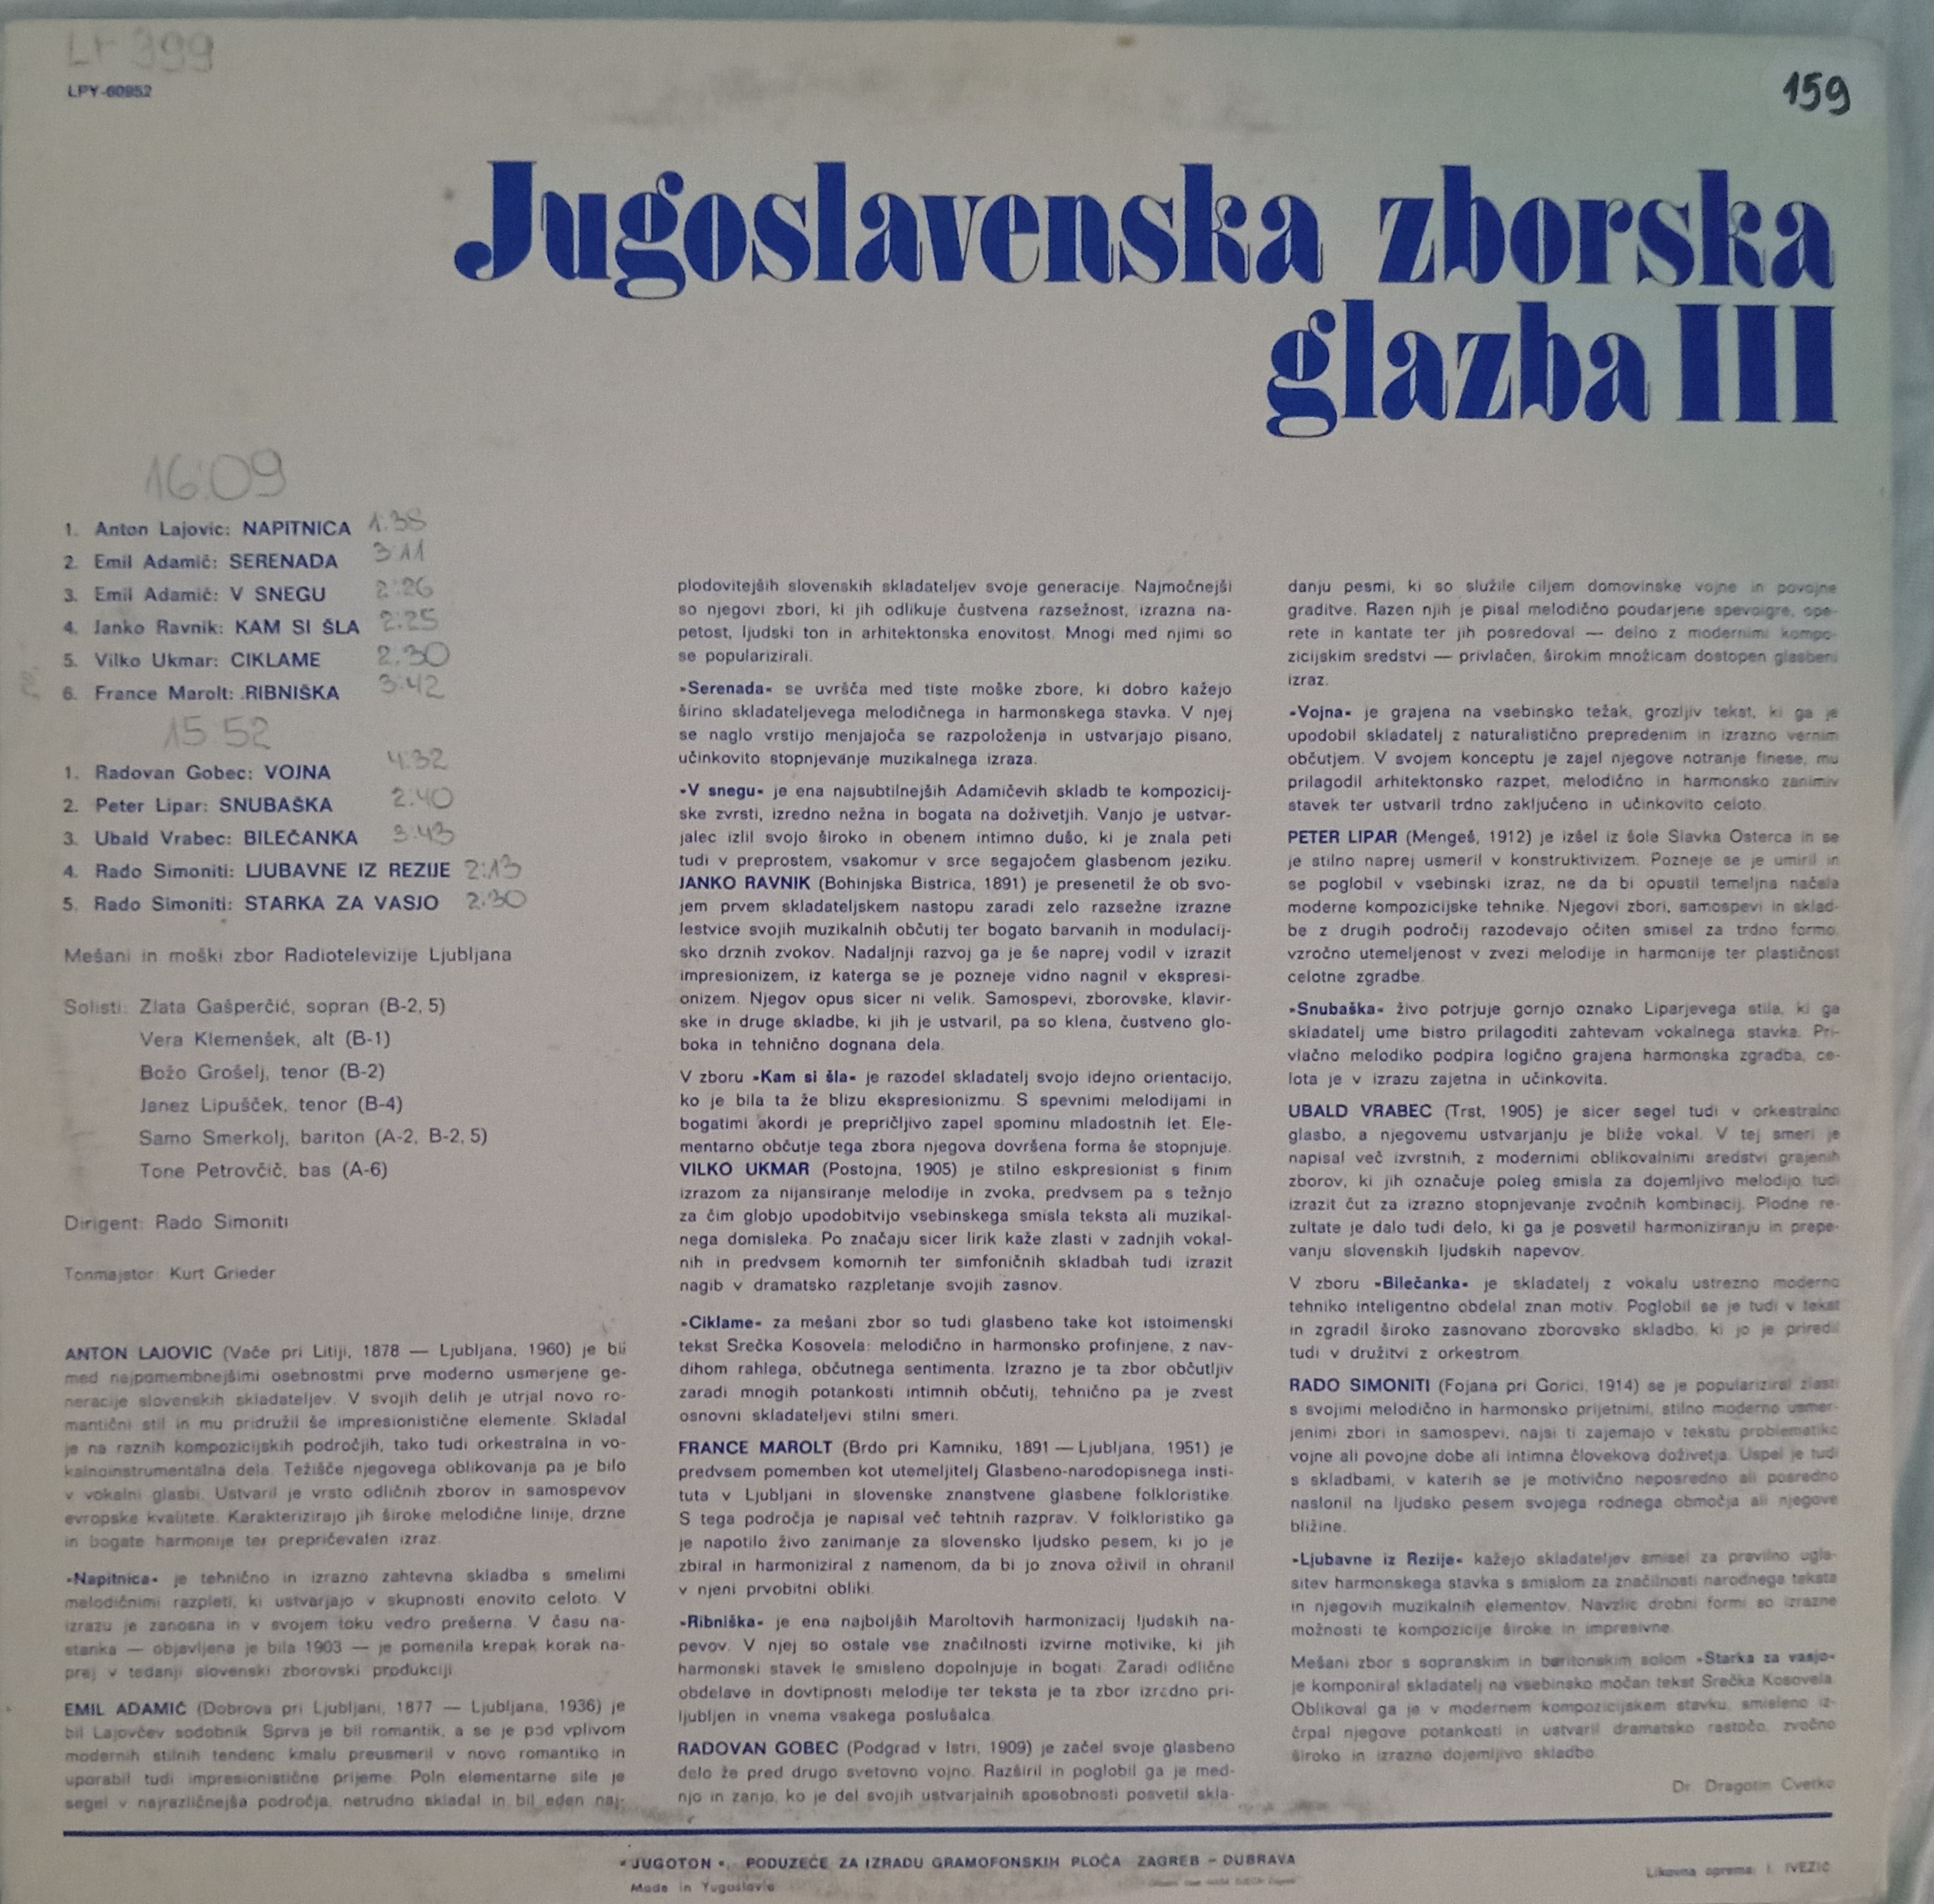 LP 399
LPY-60952
159
Jugoslavenska zborska
glazba III
16:09
1. Anton Lajovic: NAPITNICA 1:38
2. Emil Adamič: SERENADA 3:11
3. Emil Adamič: V SNEGU 2:26
4. Janko Ravnik: KAM SI ŠLA 2:25
5. Vilko Ukmar: CIKLAME 2:30
6. France Marolt: RIBNIŠKA 3:42
15 52
1. Radovan Gobec: VOJNA 4:32
2. Peter Lipar: SNUBAŠKA 2:40
3. Ubald Vrabec: BILEČANKA 3:43
4. Rado Simoniti: LJUBAVNE IZ REZIJE 2:13
5. Rado Simoniti: STARKA ZA VASJO 2:30
Mešani in moški zbor Radiotelevizije Ljubljana
Solisti: Zlata Gašperčić, sopran (B-2, 5)
Vera Klemenšek, alt (B-1)
Božo Grošelj, tenor (B-2)
Janez Lipušček, tenor (B-4)
Samo Smerkolj, bariton (A-2, B-2, 5)
Tone Petrovčič, bas (A-6)
Dirigent: Rado Simoniti
Tonmajstor: Kurt Grieder
ANTON LAJOVIC (Vače pri Litiji, 1878 — Ljubljana, 1960) je bil
med najpomembnejšimi osebnostmi prve moderno usmerjene ge-
neracije slovenskih skladateljev. V svojih delih je utrjal novo ro-
mantični stil in mu pridružil še impresionistične elemente. Skladal
je na raznih kompozicijskih področjih, tako tudi orkestralna in vo-
kalnoinstrumentalna dela. Težišče njegovega oblikovanja pa je bilo
v vokalni glasbi. Ustvaril je vrsto odličnih zborov in samospevov
evropske kvalitete. Karakterizirajo jih široke melodične linije, drzne
in bogate harmonije ter prepričevalen izraz.
»Napitnica« je tehnično in izrazno zahtevna skladba s smelimi
melodičnimi razpleti, ki ustvarjajo v skupnosti enovito celoto. V
izrazu je zanosna in v svojem toku vedro prešerna. V času na-
stanka — objavljena je bila 1903 — je pomenila krepak korak na-
prej v tedanji slovenski zborovski produkciji.
EMIL ADAMIČ (Dobrova pri Ljubljani, 1877 — Ljubljana, 1936) je
bil Lajovčev sodobnik. Sprva je bil romantik, a se je pod vplivom
modernih stilnih tendenc kmalu preusmeril v novo romantiko in
uporabil tudi impresionistične prijeme. Poln elementarne sile je
segel v najrazličnejša področja, netrudno skladal in bil eden naj-
plodovitejših slovenskih skladateljev svoje generacije. Najmočnejši
so njegovi zbori, ki jih odlikuje čustvena razsežnost, izrazna na-
petost, ljudski ton in arhitektonska enovitost. Mnogi med njimi so
se popularizirali.
»Serenada« se uvršča med tiste moške zbore, ki dobro kažejo
širino skladateljevega melodičnega in harmonskega stavka. V njej
se naglo vrstijo menjajoča se razpoloženja in ustvarjajo pisano,
učinkovito stopnjevanje muzikalnega izraza.
»V snegu« je ena najsubtilnejših Adamičevih skladb te kompozicij-
ske zvrsti, izredno nežna in bogata na doživetjih. Vanjo je ustvar-
jalec izlil svojo široko in obenem intimno dušo, ki je znala peti
tudi v preprostem, vsakomur v srce segajočem glasbenom jeziku.
JANKO RAVNIK (Bohinjska Bistrica, 1891) je presenetil že ob svo-
jem prvem skladateljskem nastopu zaradi zelo razsežne izrazne
lestvice svojih muzikalnih občutij ter bogato barvanih in modulacij-
sko drznih zvokov. Nadaljnji razvoj ga je še naprej vodil v izrazit
impresionizem, iz katerga se je pozneje vidno nagnil v ekspresi-
onizem. Njegov opus sicer ni velik. Samospevi, zborovske, klavir-
ske in druge skladbe, ki jih je ustvaril, pa so klena, čustveno glo-
boka in tehnično dognana dela.
V zboru »Kam si šla« je razodel skladatelj svojo idejno orientacijo,
ko je bila ta že blizu ekspresionizmu. S spevnimi melodijami in
bogatimi akordi je prepričljivo zapel spominu mladostnih let. Ele-
mentarno občutje tega zbora njegova dovršena forma še stopnjuje.
VILKO UKMAR (Postojna, 1905) je stilno eskpresionist s finim
izrazom za nijansiranje melodije in zvoka, predvsem pa s težnjo
za čim globjo upodobitvijo vsebinskega smisla teksta ali muzikal-
nega domisleka. Po značaju sicer lirik kaže zlasti v zadnjih vokal-
nih in predvsem komornih ter simfoničnih skladbah tudi izrazit
nagib v dramatsko razpletanje svojih zasnov.
»Ciklame« za mešani zbor so tudi glasbeno take kot istoimenski
tekst Srečka Kosovela: melodično in harmonsko profinjene, z nav-
dihom rahlega, občutnega sentimenta. Izrazno je ta zbor občutljiv
zaradi mnogih potankosti intimnih občutij, tehnično pa je zvest
osnovni skladateljevi stilni smeri.
FRANCE MAROLT (Brdo pri Kamniku, 1891 — Ljubljana, 1951) je
predvsem pomemben kot utemeljitelj Glasbeno-narodopisnega insti-
tuta v Ljubljani in slovenske znanstvene glasbene folkloristike.
S tega področja je napisal več tehtnih razprav. V folkloristiko ga
je napotilo živo zanimanje za slovensko ljudsko pesem, ki jo je
zbiral in harmoniziral z namenom, da bi jo znova oživil in ohranil
v njeni prvobitni obliki.
»Ribniška« je ena najboljših Maroltovih harmonizacij ljudskih na-
pevov. V njej so ostale vse značilnosti izvirne motivike, ki jih
harmonski stavek le smisleno dopolnjuje in bogati. Zaradi odlično
obdelave in dovtipnosti melodije ter teksta je ta zbor izredno pri-
ljubljen in vnema vsakega poslušalca.
RADOVAN GOBEC (Podgrad v Istri, 1909) je začel svoje glasbeno
delo že pred drugo svetovno vojno. Razširil in poglobil ga je med-
njo in zanjo, ko je del svojih ustvarjalnih sposobnosti posvetil skla-
danju pesmi, ki so služile ciljem domovinske vojne in povojne
graditve. Razen njih je pisal melodično poudarjene spevoigre, ope-
rete in kantate ter jih posredoval — delno z modernimi kompo-
zicijskim sredstvi — privlačen, širokim množicam dostopen glasbeni
izraz.
»Vojna« je grajena na vsebinsko težak, grozljiv tekst, ki ga je
upodobil skladatelj z naturalistično prepredenim in izrazno vernim
občutjem. V svojem konceptu je zajel njegove notranje finese, mu
prilagodil arhitektonsko razpet, melodično in harmonsko zanimiv
stavek ter ustvaril trdno zaključeno in učinkovito celoto.
PETER LIPAR (Mengeš, 1912) je izšel iz šole Slavka Osterca in se
je stilno naprej usmeril v konstruktivizem. Pozneje se je umiril in
se poglobil v vsebinski izraz, ne da bi opustil temeljna načela
moderne kompozicijske tehnike. Njegovi zbori, samospevi in sklad-
be z drugih področij razodevajo očiten smisel za trdno formo,
vzročno utemeljenost v zvezi melodije in harmonije ter plastičnost
celotne zgradbe.
»Snubaška« živo potrjuje gornjo oznako Liparjevega stila, ki ga
skladatelj ume bistro prilagoditi zahtevam vokalnega stavka. Pri-
vlačno melodiko podpira logično grajena harmonska zgradba, ce-
lota je v izrazu zajetna in učinkovita.
UBALD VRABEC (Trst, 1905) je sicer segel tudi v orkestralno
glasbo, a njegovemu ustvarjanju je bliže vokal. V tej smeri je
napisal več izvrstnih, z modernimi oblikovalnimi sredstvi grajenih
zborov, ki jih označuje poleg smisla za dojemljivo melodijo tudi
izrazit čut za izrazno stopnjevanje zvočnih kombinacij. Plodne re-
zultate je dalo tudi delo, ki ga je posvetil harmoniziranju in prepe-
vanju slovenskih ljudskih napevov.
V zboru »Bilečanka« je skladatelj z vokalu ustrezno moderno
tehniko inteligentno obdelal znan motiv. Poglobil se je tudi v tekst
in zgradil široko zasnovano zborovsko skladbo, ki jo je priredil
tudi v družitvi z orkestrom.
RADO SIMONITI (Fojana pri Gorici, 1914) se je populariziral zlasti
s svojimi melodično in harmonsko prijetnimi, stilno moderno usmer-
jenimi zbori in samospevi, najsi ti zajemajo v tekstu problematiko
vojne ali povojne dobe ali intimna človekova doživetja. Uspel je tudi
s skladbami, v katerih se je motivično neposredno ali posredno
naslonil na ljudsko pesem svojega rodnega območja ali njegove
bližine.
»Ljubavne iz Rezije« kažejo skladateljev smisel za pravilno ugla-
sitev harmonskega stavka s smislom za značilnosti narodnega teksta
in njegovih muzikalnih elementov. Navzlic drobni formi so izrazne
možnosti te kompozicije široke in impresivne.
Mešani zbor s sopranskim in baritonskim solom »Starka za vasjo«
je komponiral skladatelj na vsebinsko močan tekst Srečka Kosovela.
Oblikoval ga je v modernem kompozicijskem stavku, smieleno iz-
črpal njegove potankosti in ustvaril dramatsko rastočo, zvočno
široko in izrazno dojemljivo skladbo.
Dr. Dragotin Cvetko
»JUGOTON«, PODUZEĆE ZA IZRADU GRAMOFONSKIH PLOČA ZAGREB – DUBRAVA
Made in Yugoslavia
Likovna oprema: I. IVEZIĆ